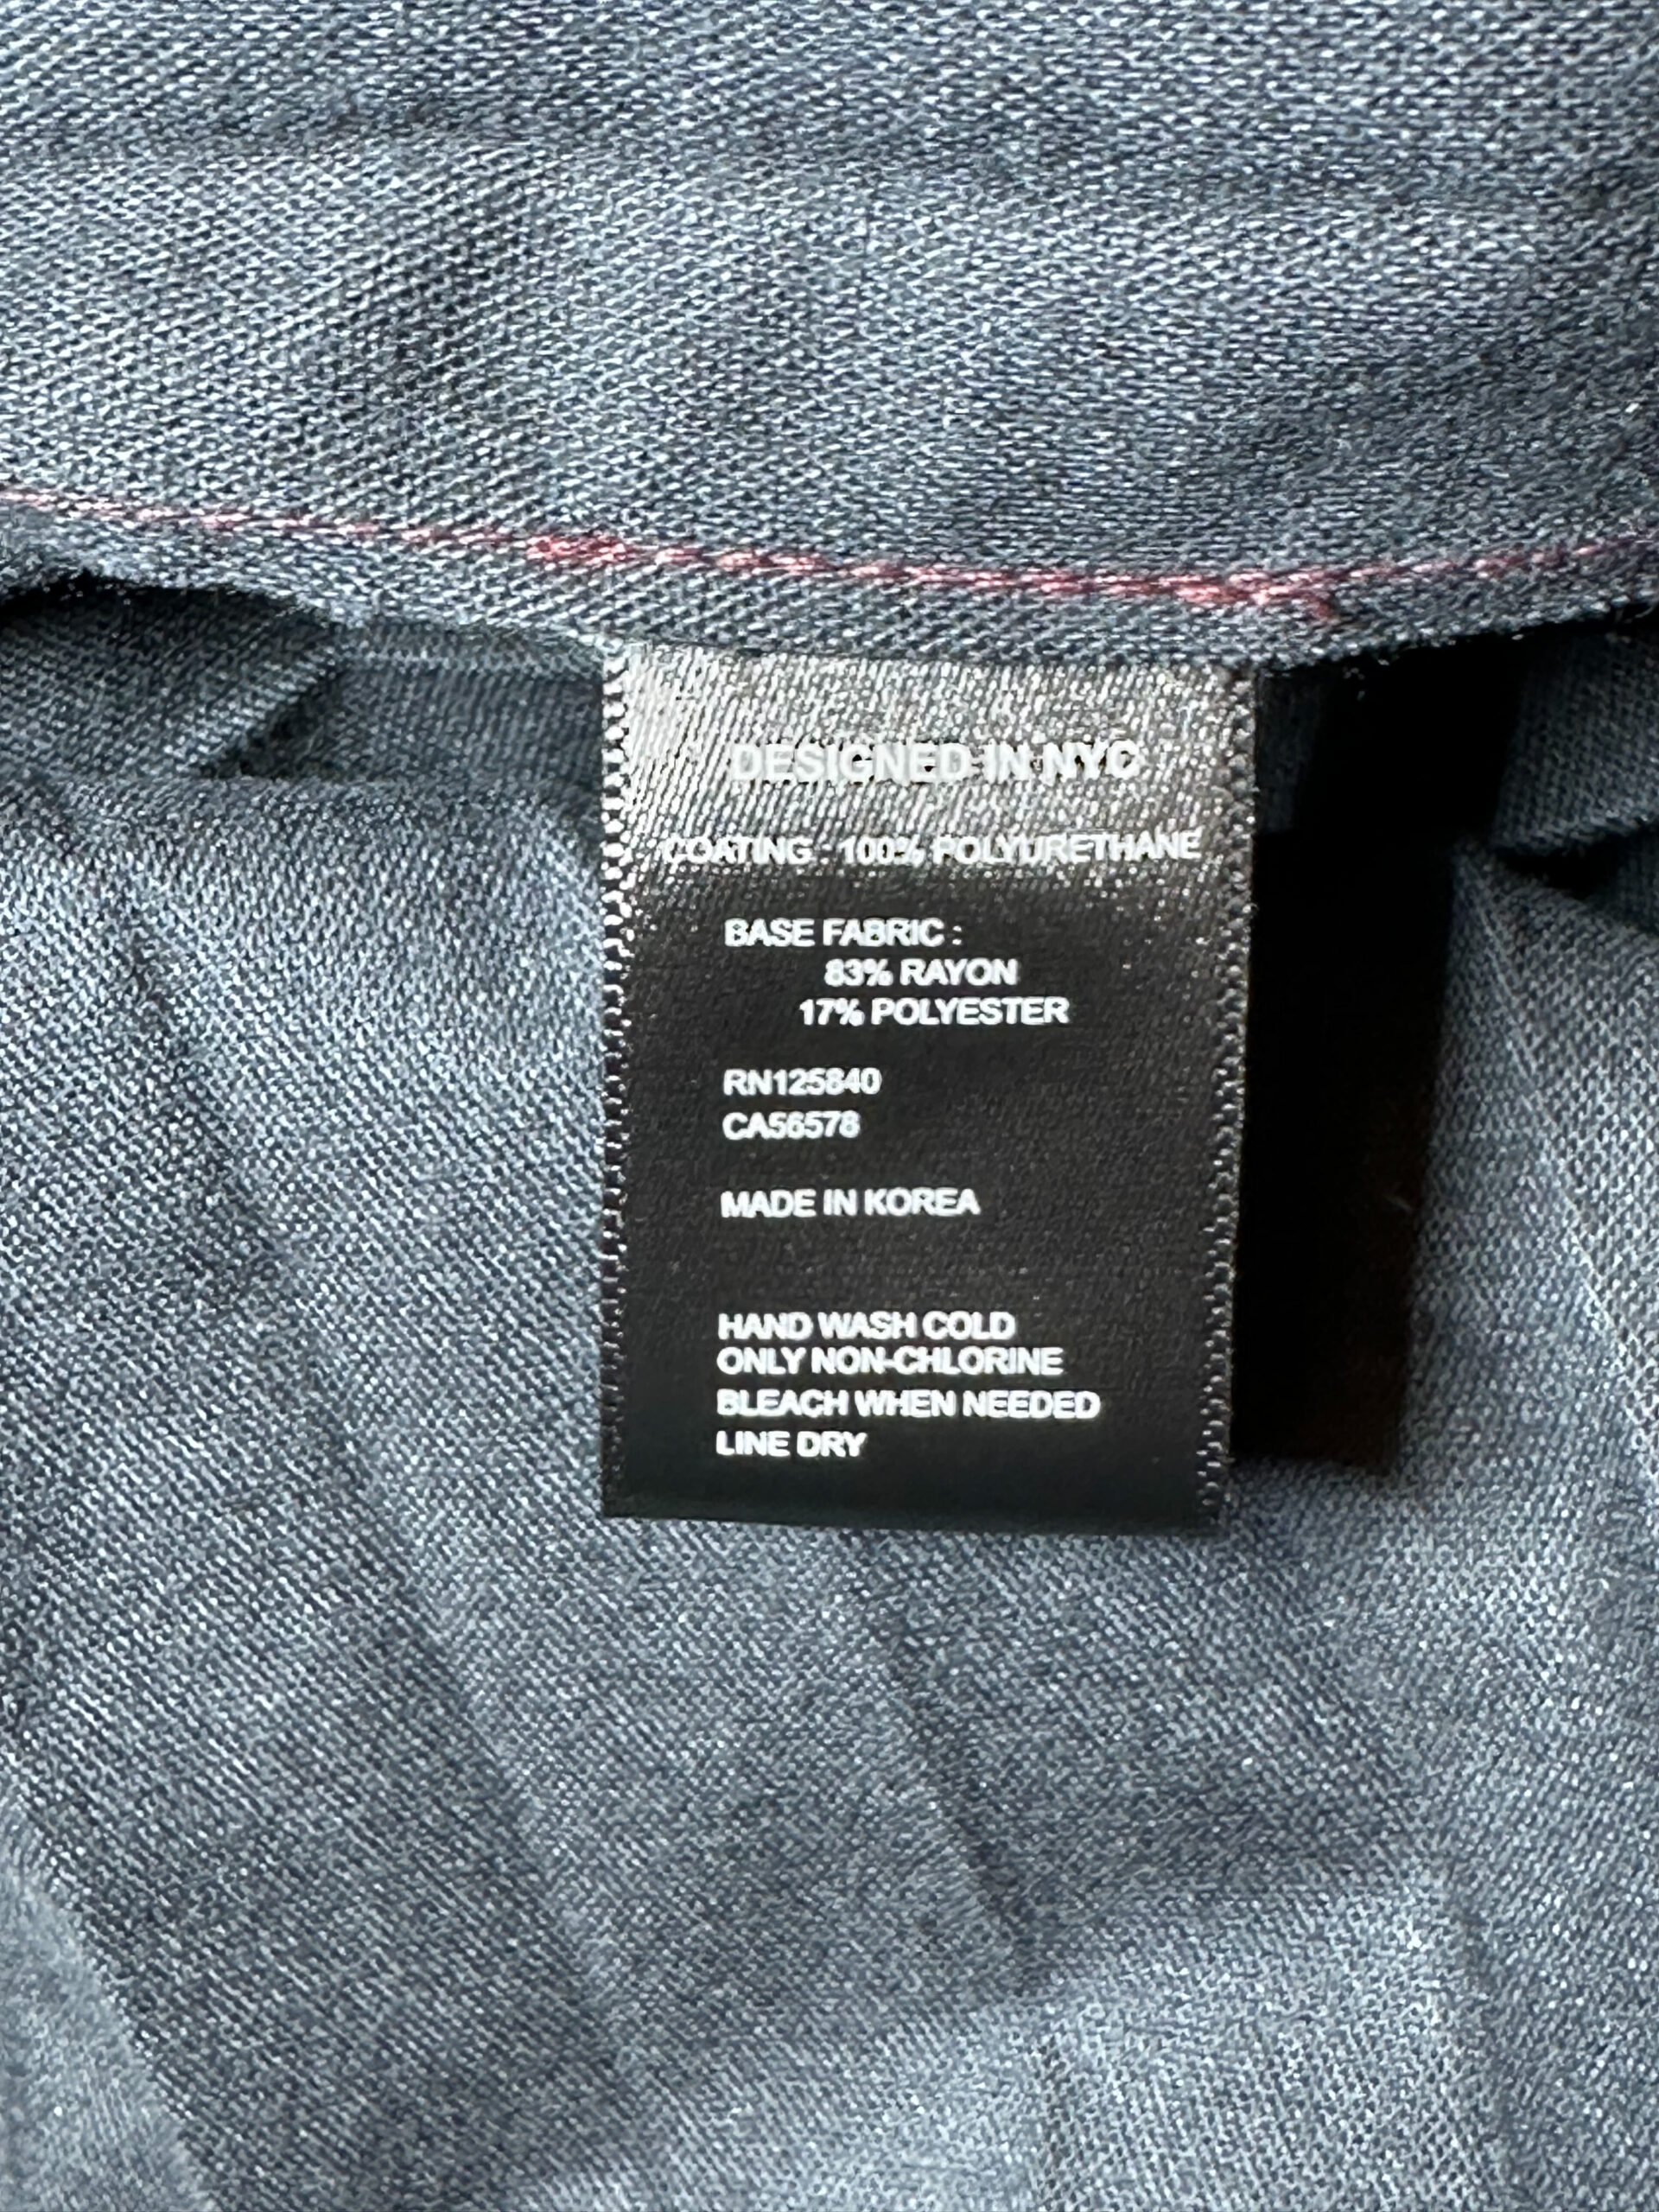 DESIGNED IN NYC
COATING : 100% POLYURETHANE
BASE FABRIC :
83% RAYON
17% POLYESTER
RN125840
CA56578
MADE IN KOREA
HAND WASH COLD
ONLY NON-CHLORINE
BLEACH WHEN NEEDED
LINE DRY